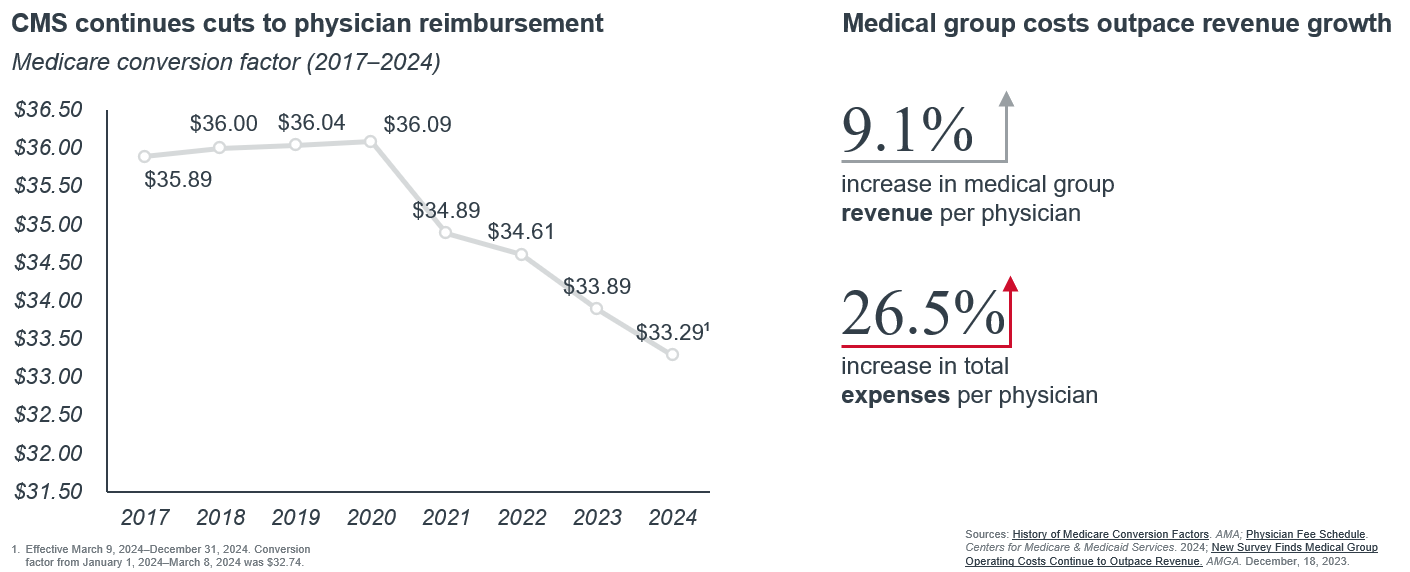 CMS continues cuts to physician reimbursement
Medicare conversion factor (2017–2024)
$36.50
$36.00
$35.50
$35.00
$34.50
$34.00
$33.50
$33.00
$32.50
$32.00
$31.50
$35.89
$36.00
$36.04
$36.09
$34.89
$34.61
$33.89
$33.29¹
2017 2018 2019 2020 2021 2022 2023 2024
1. Effective March 9, 2024–December 31, 2024. Conversion
factor from January 1, 2024–March 8, 2024 was $32.74.
Medical group costs outpace revenue growth
9.1%
increase in medical group
revenue per physician
26.5%
increase in total
expenses per physician
Sources: History of Medicare Conversion Factors. AMA; Physician Fee Schedule.
Centers for Medicare & Medicaid Services. 2024; New Survey Finds Medical Group
Operating Costs Continue to Outpace Revenue. AMGA. December, 18, 2023.